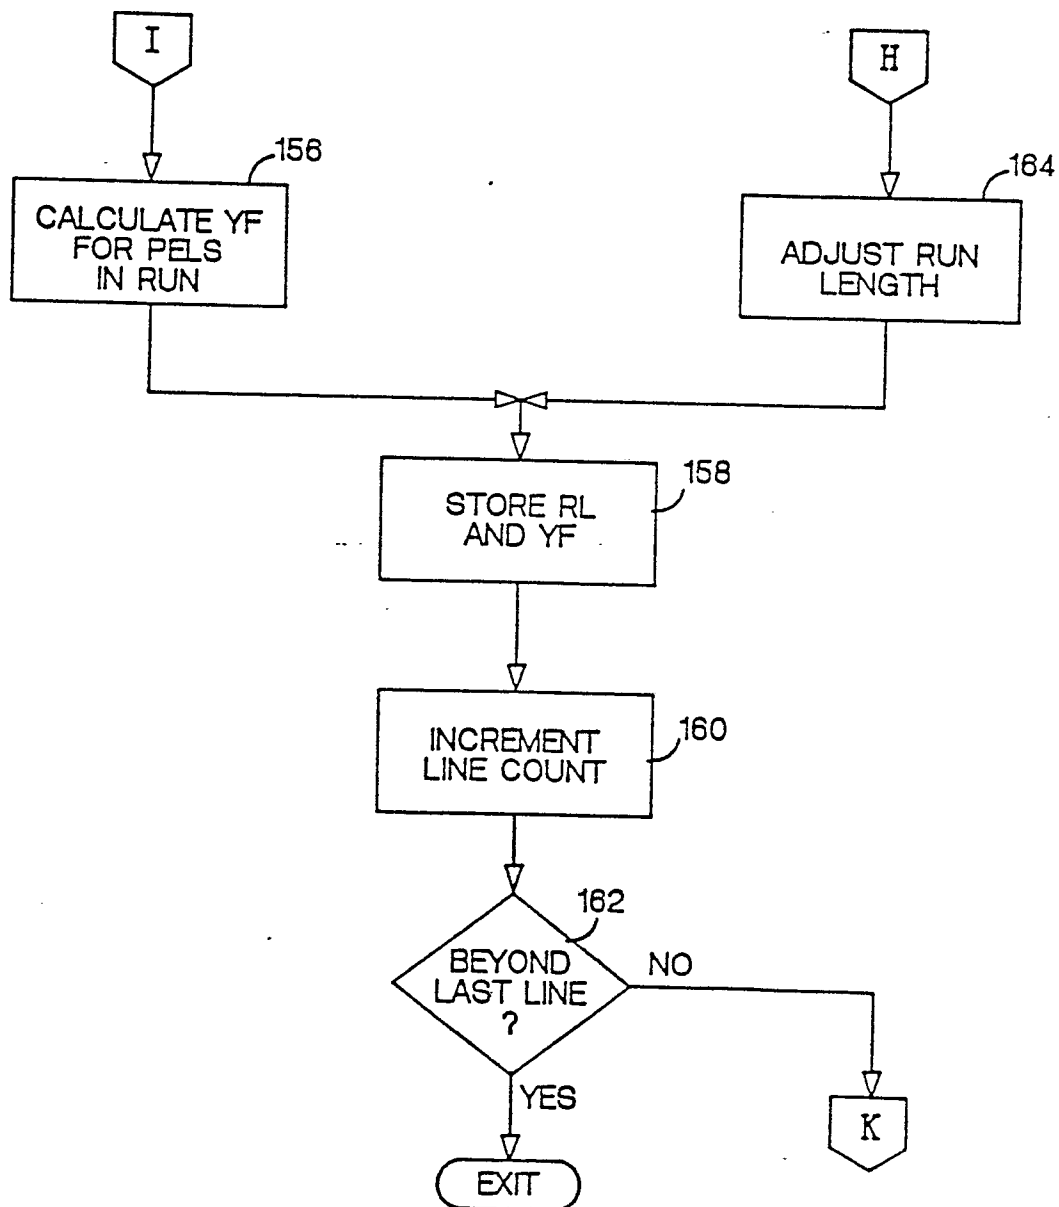 I
H
156
164
CALCULATE YF
FOR PELS
IN RUN
ADJUST RUN
LENGTH
158
STORE RL
AND YF
160
INCREMENT
LINE COUNT
162
BEYOND
LAST LINE
?
NO
YES
K
EXIT